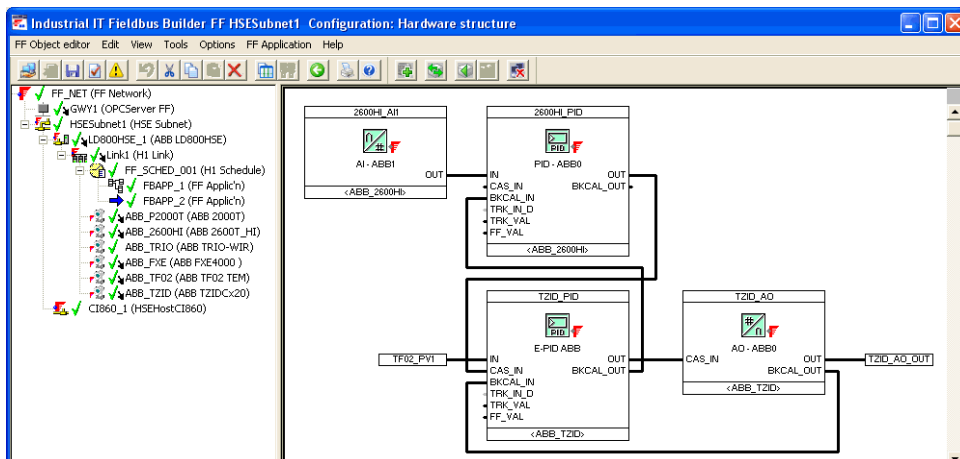 Industrial IT Fieldbus Builder FF HSESubnet1 Configuration: Hardware structure
FF Object editor Edit View Tools Options FF Application Help
FF_NET (FF Network)
GWY1 (OPCServer FF)
HSESubnet1 (HSE Subnet)
LD800HSE_1 (ABB LD800HSE)
Link1 (H1 Link)
FF_SCHED_001 (H1 Schedule)
FBAPP_1 (FF Applic'n)
FBAPP_2 (FF Applic'n)
ABB_P2000T (ABB 2000T)
ABB_2600HI (ABB 2600T_HI)
ABB_TRIO (ABB TRIO-WIR)
ABB_FXE (ABB FXE4000 )
ABB_TF02 (ABB TF02 TEM)
ABB_TZID (ABB TZIDCx20)
CI860_1 (HSEHostCI860)
2600HI_AI1
AI - ABB1
OUT
<ABB_2600HI>
2600HI_PID
PID
PID - ABB0
IN OUT
CAS_IN BKCAL_OUT
BKCAL_IN
TRK_IN_D
TRK_VAL
FF_VAL
<ABB_2600HI>
TF02_PV1
TZID_PID
PID
E-PID ABB
IN OUT
CAS_IN BKCAL_OUT
BKCAL_IN
TRK_IN_D
TRK_VAL
FF_VAL
<ABB_TZID>
TZID_AO
AO - ABB0
CAS_IN OUT
BKCAL_OUT
<ABB_TZID>
TZID_AO_OUT